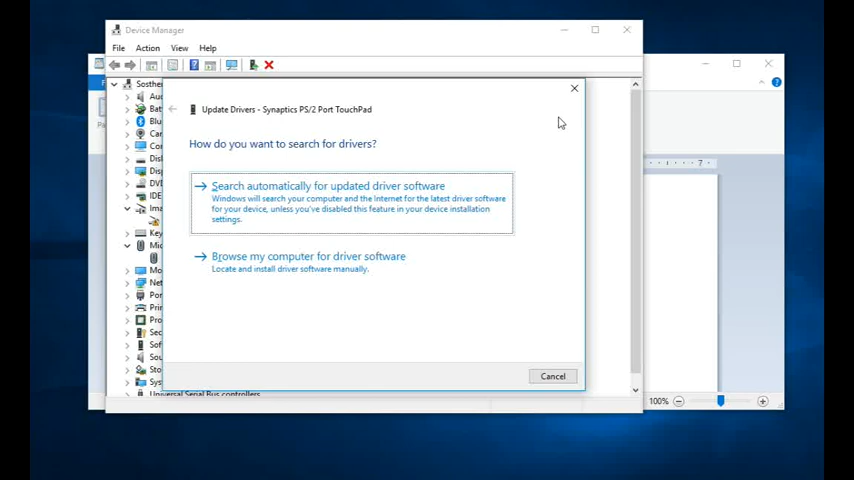 Device Manager
File Action View Help
Update Drivers - Synaptics PS/2 Port TouchPad
How do you want to search for drivers?
Search automatically for updated driver software
Windows will search your computer and the Internet for the latest driver software
for your device, unless you've disabled this feature in your device installation
settings.
Browse my computer for driver software
Locate and install driver software manually.
Cancel
Universal Serial Bus controllers
7
100%